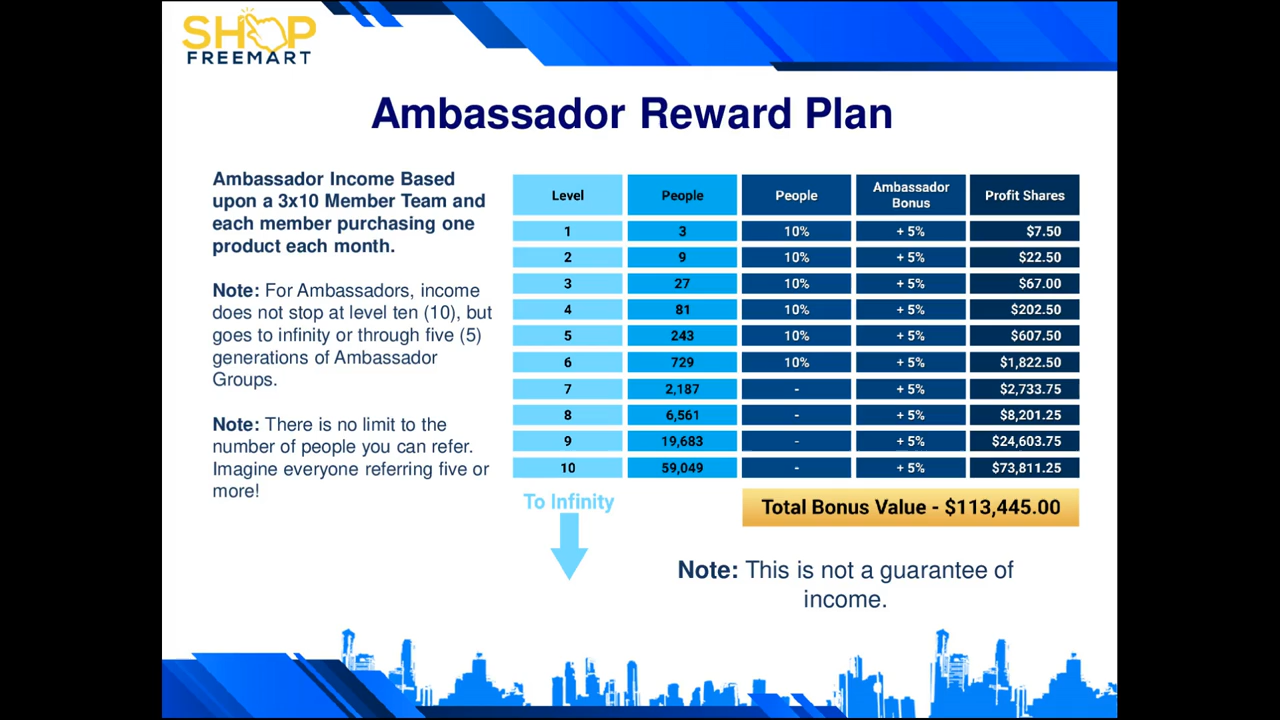 SHOP
FREEMART
Ambassador Reward Plan
Ambassador Income Based
upon a 3x10 Member Team and
each member purchasing one
product each month.
Note: For Ambassadors, income
does not stop at level ten (10), but
goes to infinity or through five (5)
generations of Ambassador
Groups.
Note: There is no limit to the
number of people you can refer.
Imagine everyone referring five or
more!
Level People People Ambassador Bonus Profit Shares
1 3 10% + 5% $7.50
2 9 10% + 5% $22.50
3 27 10% + 5% $67.00
4 81 10% + 5% $202.50
5 243 10% + 5% $607.50
6 729 10% + 5% $1,822.50
7 2,187 - + 5% $2,733.75
8 6,561 - + 5% $8,201.25
9 19,683 - + 5% $24,603.75
10 59,049 - + 5% $73,811.25
To Infinity
Total Bonus Value - $113,445.00
Note: This is not a guarantee of
income.